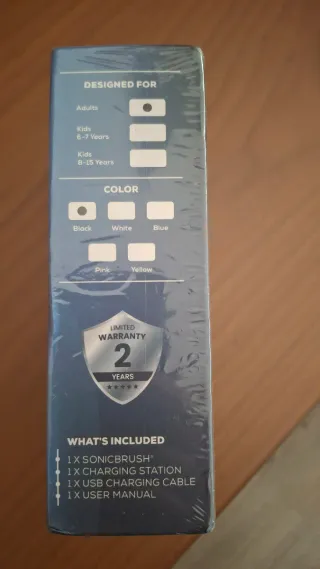 DESIGNED FOR
Adults
Kids
6-7 Years
Kids
8-15 Years
COLOR
Black White Blue
Pink Yellow
LIMITED
WARRANTY
2
YEARS
WHAT'S INCLUDED
1 X SONICBRUSH®
1 X CHARGING STATION
1 X USB CHARGING CABLE
1 X USER MANUAL